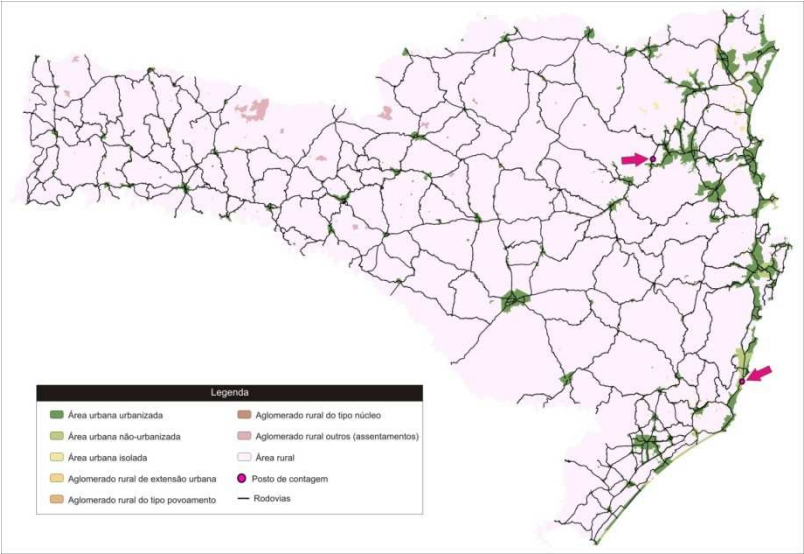 Legenda
Área urbana urbanizada
Área urbana não-urbanizada
Área urbana isolada
Aglomerado rural de extensão urbana
Aglomerado rural do tipo povoamento
Aglomerado rural do tipo núcleo
Aglomerado rural outros (assentamentos)
Área rural
Posto de contagem
Rodovias